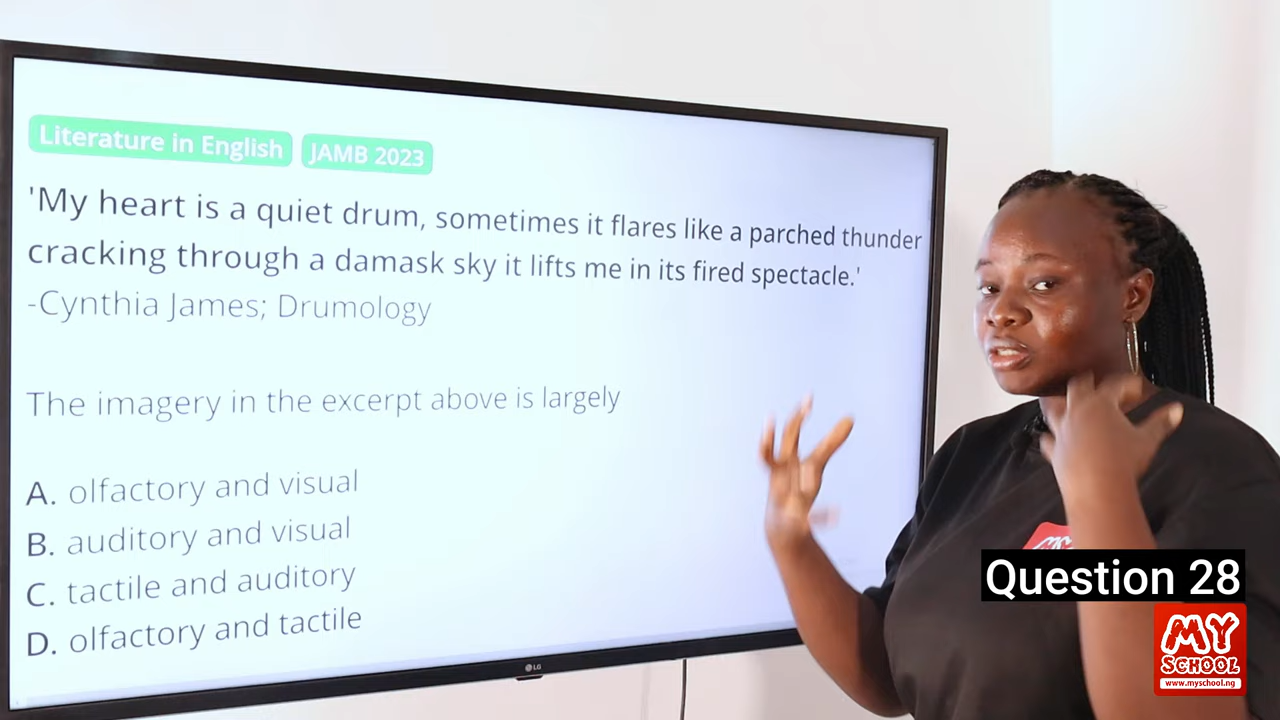 Literature in English JAMB 2023
'My heart is a quiet drum, sometimes it flares like a parched thunder
cracking through a damask sky it lifts me in its fired spectacle.'
-Cynthia James; Drumology
The imagery in the excerpt above is largely
A. olfactory and visual
B. auditory and visual
C. tactile and auditory
D. olfactory and tactile
LG
Question 28
MY
SCHOOL
www.myschool.ng